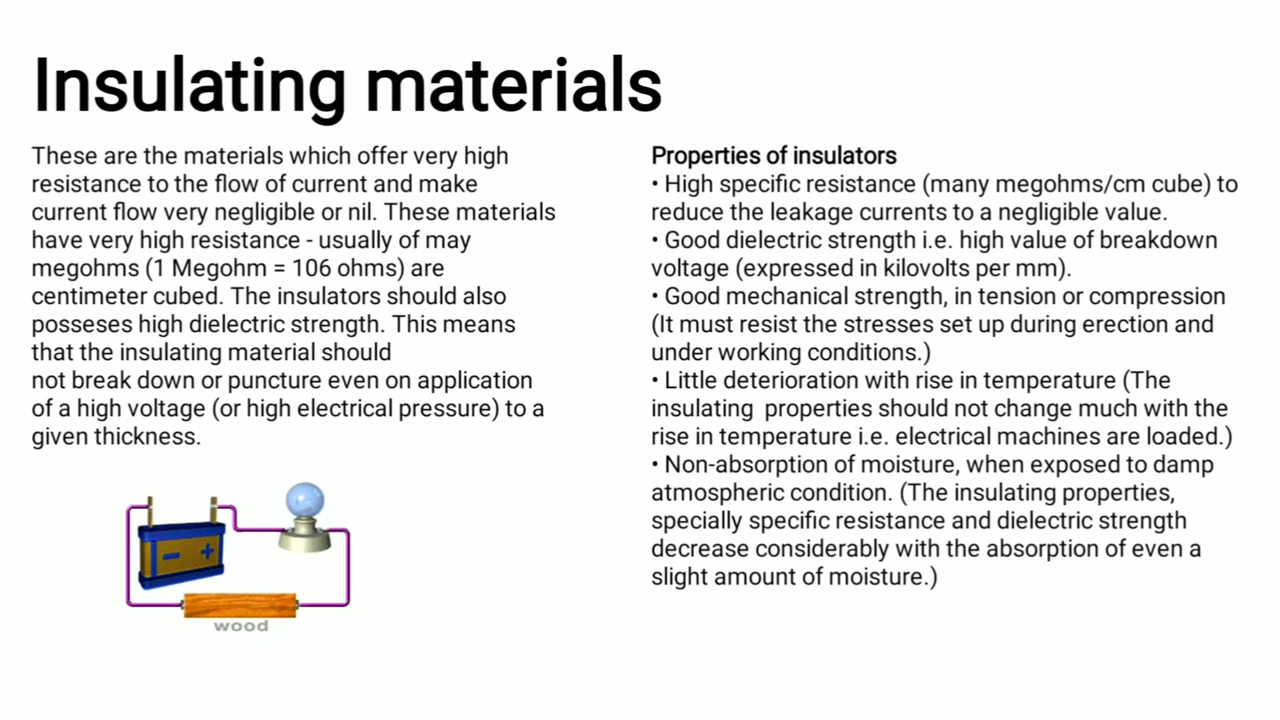 Insulating materials
These are the materials which offer very high
resistance to the flow of current and make
current flow very negligible or nil. These materials
have very high resistance - usually of may
megohms (1 Megohm = 106 ohms) are
centimeter cubed. The insulators should also
posseses high dielectric strength. This means
that the insulating material should
not break down or puncture even on application
of a high voltage (or high electrical pressure) to a
given thickness.
- +
wood
Properties of insulators
• High specific resistance (many megohms/cm cube) to
reduce the leakage currents to a negligible value.
• Good dielectric strength i.e. high value of breakdown
voltage (expressed in kilovolts per mm).
• Good mechanical strength, in tension or compression
(It must resist the stresses set up during erection and
under working conditions.)
• Little deterioration with rise in temperature (The
insulating  properties should not change much with the
rise in temperature i.e. electrical machines are loaded.)
• Non-absorption of moisture, when exposed to damp
atmospheric condition. (The insulating properties,
specially specific resistance and dielectric strength
decrease considerably with the absorption of even a
slight amount of moisture.)